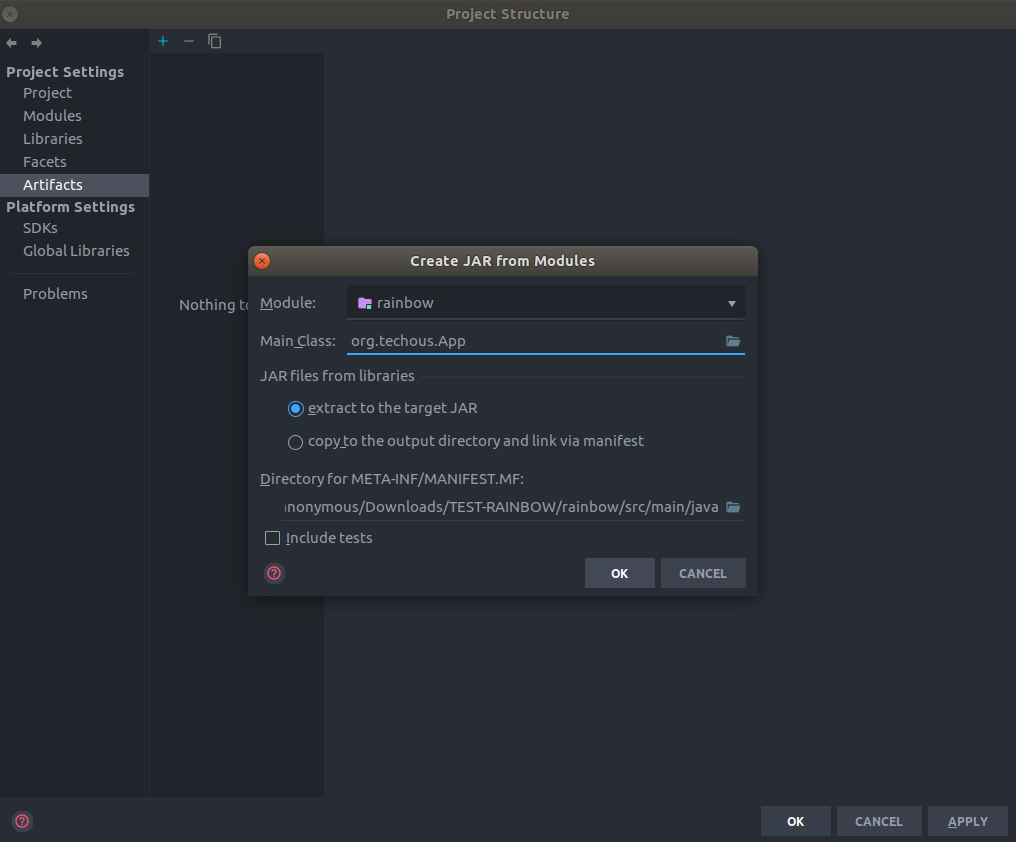 Project Structure
Project Settings
Project
Modules
Libraries
Facets
Artifacts
Platform Settings
SDKs
Global Libraries
Problems
Nothing to
Create JAR from Modules
Module: rainbow
Main Class: org.techous.App
JAR files from libraries
extract to the target JAR
copy to the output directory and link via manifest
Directory for META-INF/MANIFEST.MF:
nonymous/Downloads/TEST-RAINBOW/rainbow/src/main/java
Include tests
OK CANCEL
OK CANCEL APPLY